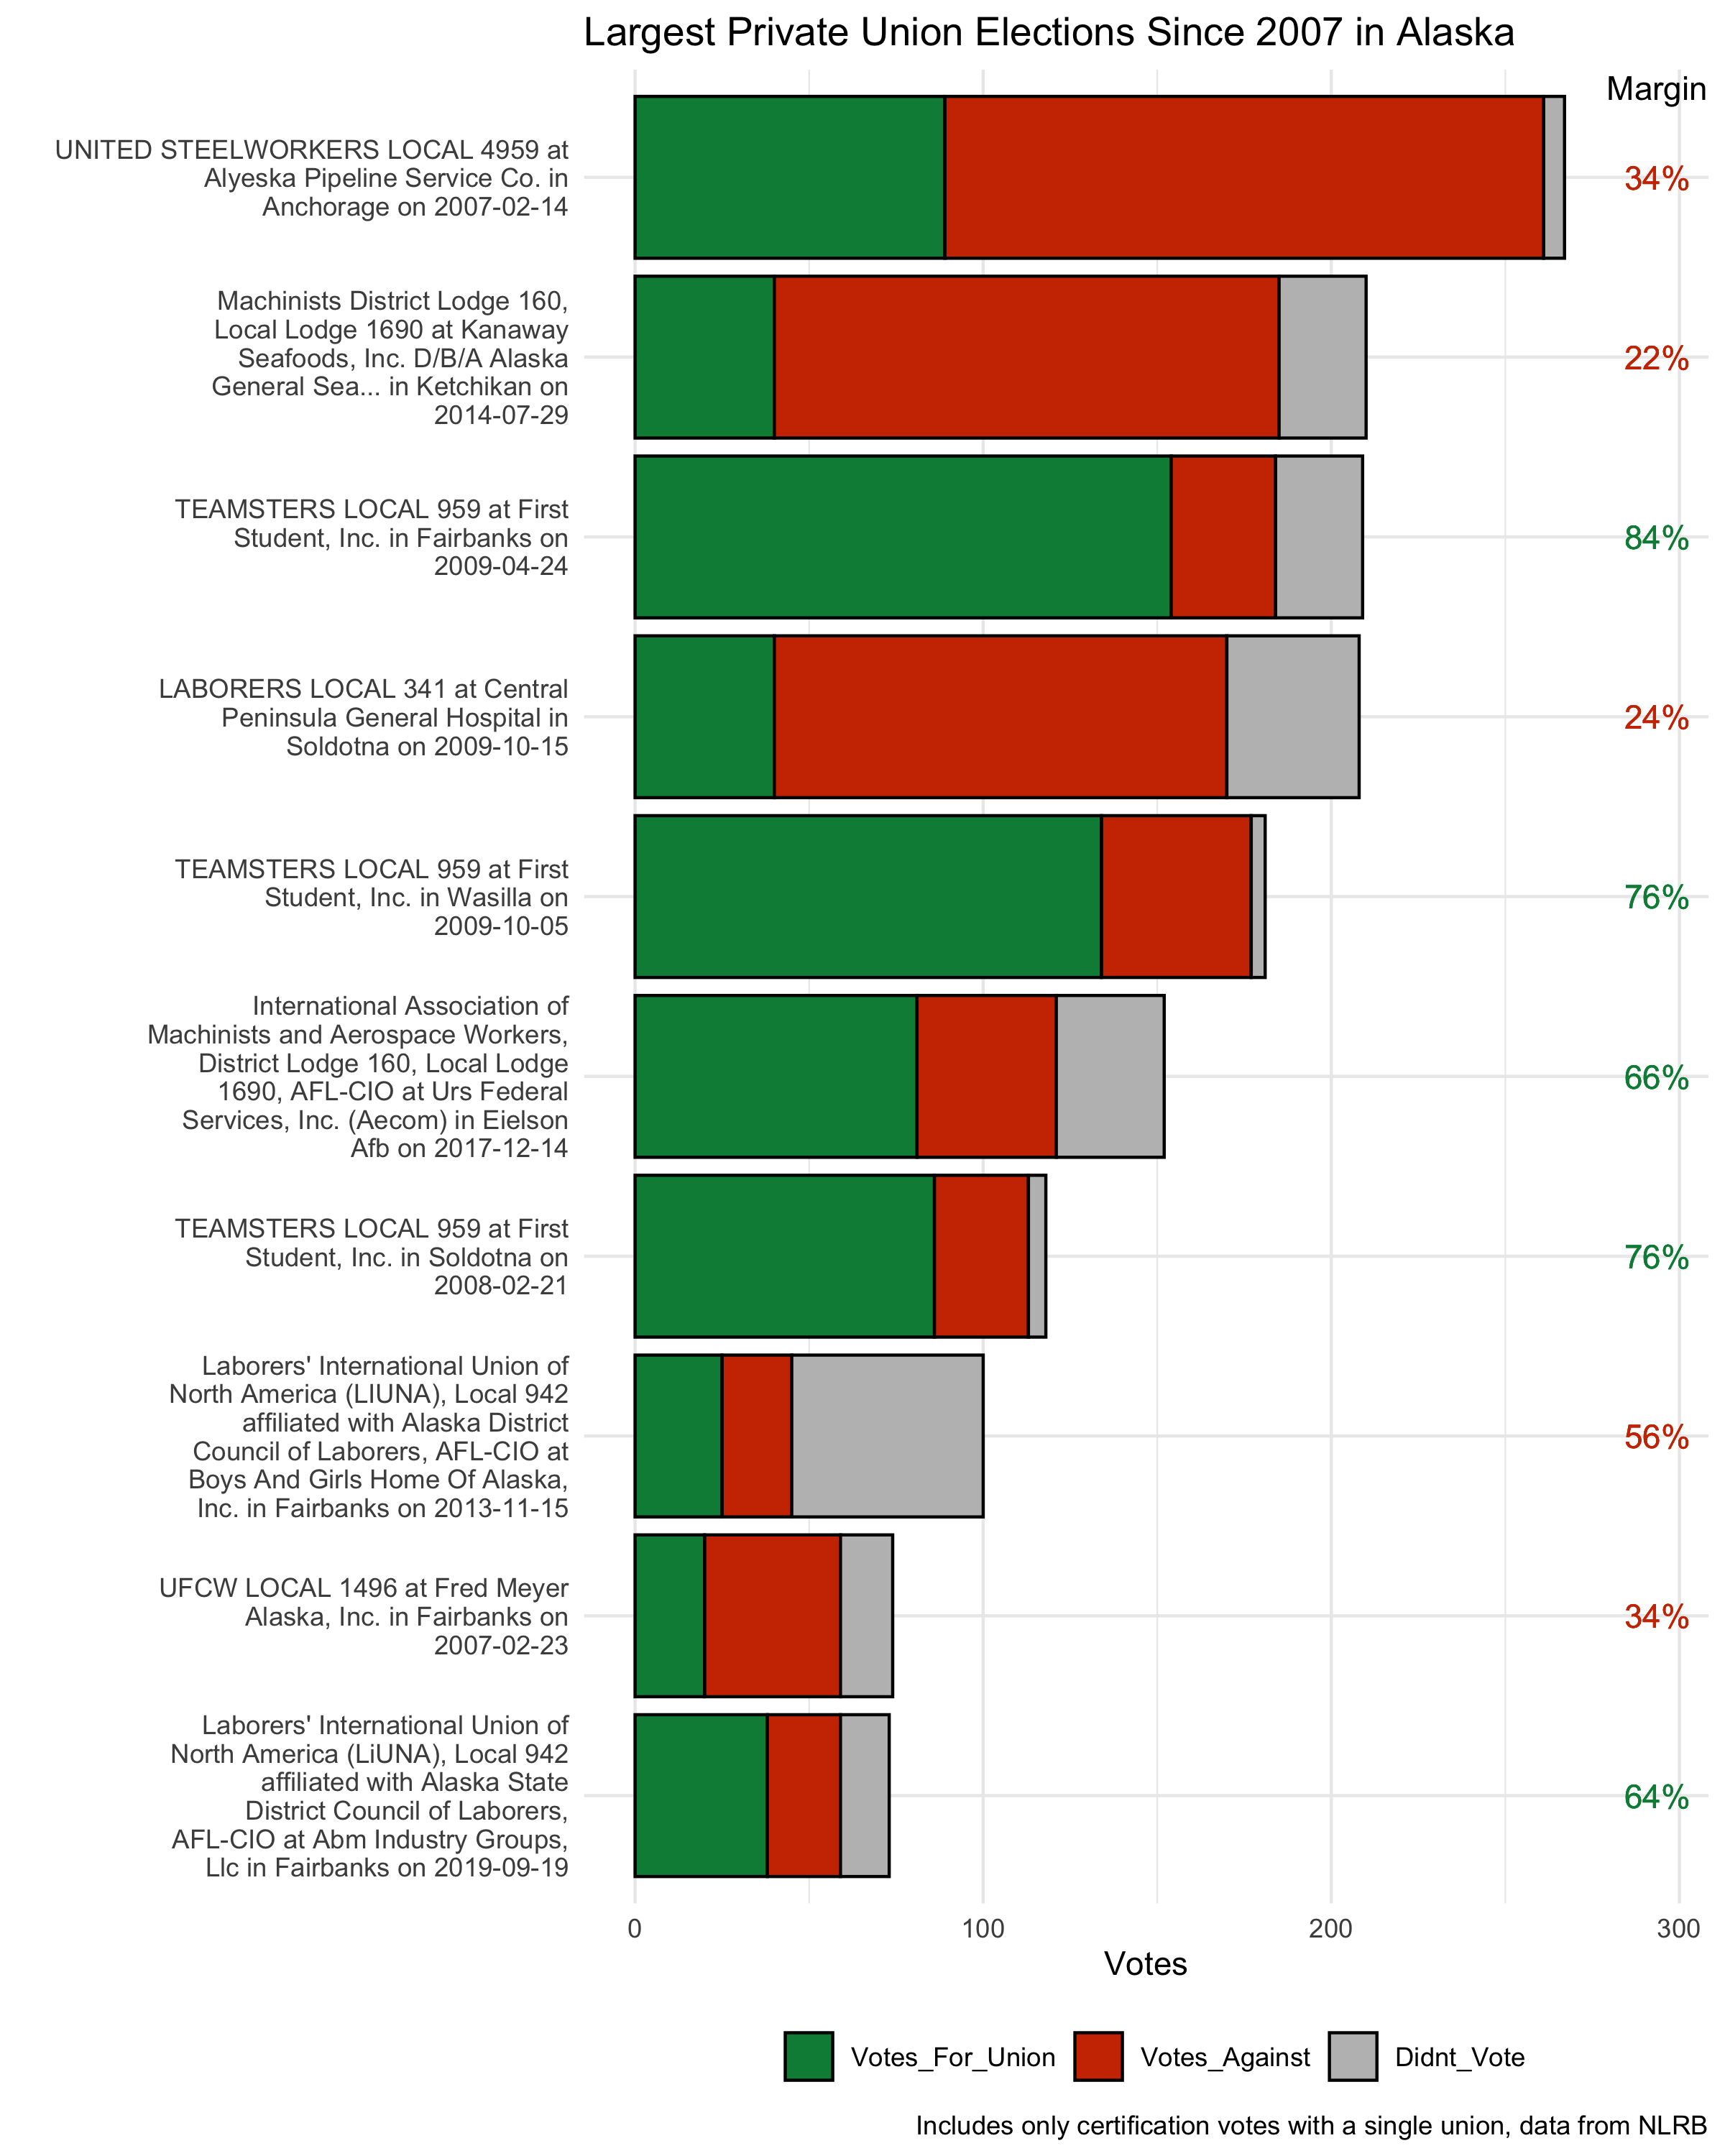 Largest Private Union Elections Since 2007 in Alaska
Margin
UNITED STEELWORKERS LOCAL 4959 at
Alyeska Pipeline Service Co. in
Anchorage on 2007-02-14
34%
Machinists District Lodge 160,
Local Lodge 1690 at Kanaway
Seafoods, Inc. D/B/A Alaska
General Sea... in Ketchikan on
2014-07-29
22%
TEAMSTERS LOCAL 959 at First
Student, Inc. in Fairbanks on
2009-04-24
84%
LABORERS LOCAL 341 at Central
Peninsula General Hospital in
Soldotna on 2009-10-15
24%
TEAMSTERS LOCAL 959 at First
Student, Inc. in Wasilla on
2009-10-05
76%
International Association of
Machinists and Aerospace Workers,
District Lodge 160, Local Lodge
1690, AFL-CIO at Urs Federal
Services, Inc. (Aecom) in Eielson
Afb on 2017-12-14
66%
TEAMSTERS LOCAL 959 at First
Student, Inc. in Soldotna on
2008-02-21
76%
Laborers' International Union of
North America (LIUNA), Local 942
affiliated with Alaska District
Council of Laborers, AFL-CIO at
Boys And Girls Home Of Alaska,
Inc. in Fairbanks on 2013-11-15
56%
UFCW LOCAL 1496 at Fred Meyer
Alaska, Inc. in Fairbanks on
2007-02-23
34%
Laborers' International Union of
North America (LiUNA), Local 942
affiliated with Alaska State
District Council of Laborers,
AFL-CIO at Abm Industry Groups,
Llc in Fairbanks on 2019-09-19
64%
0 100 200 300
Votes
Votes_For_Union Votes_Against Didnt_Vote
Includes only certification votes with a single union, data from NLRB